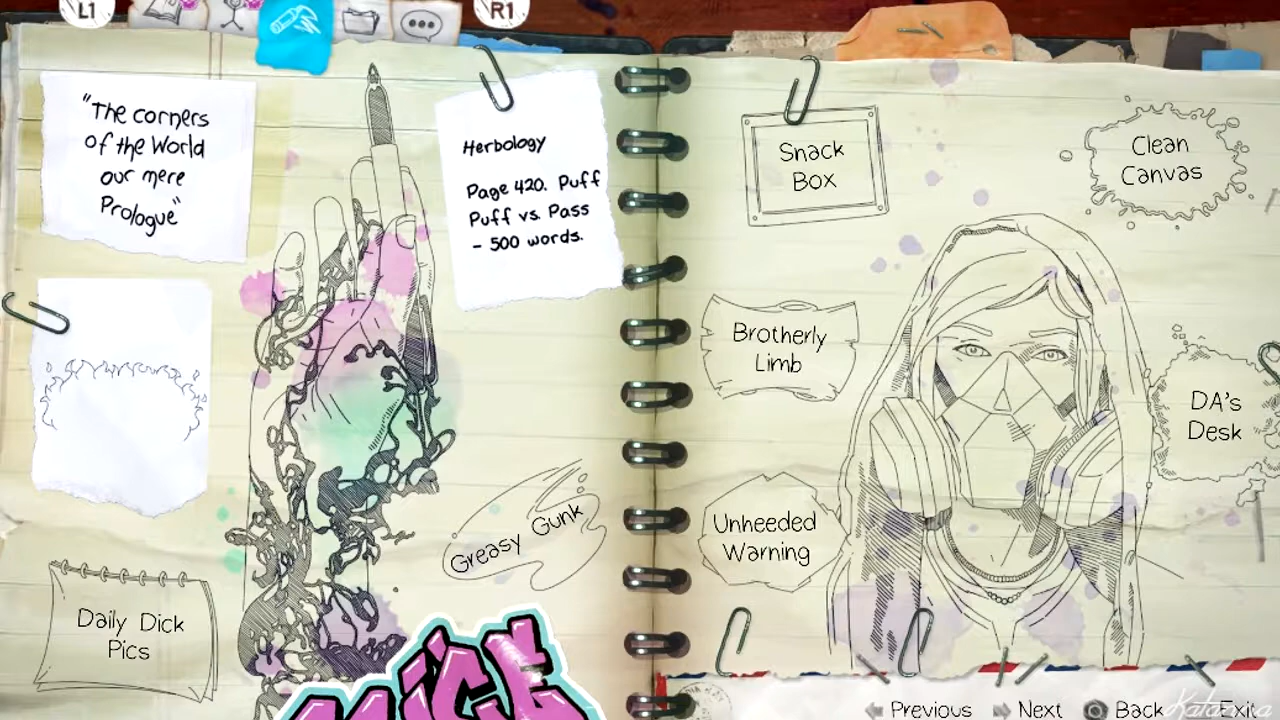 L1
R1
"The corners
of the World
our mere
Prologue"
Herbology
Page 420. Puff
Puff vs. Pass
- 500 words.
Greasy Gunk
Daily Dick
Pics
Snack
Box
Clean
Canvas
Brotherly
Limb
DA's
Desk
Unheeded
Warning
Previous
Next
Back
Exit